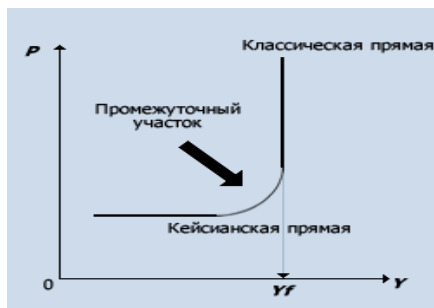 P
Классическая прямая
Промежуточный
участок
Кейсианская прямая
0
Yf
Y